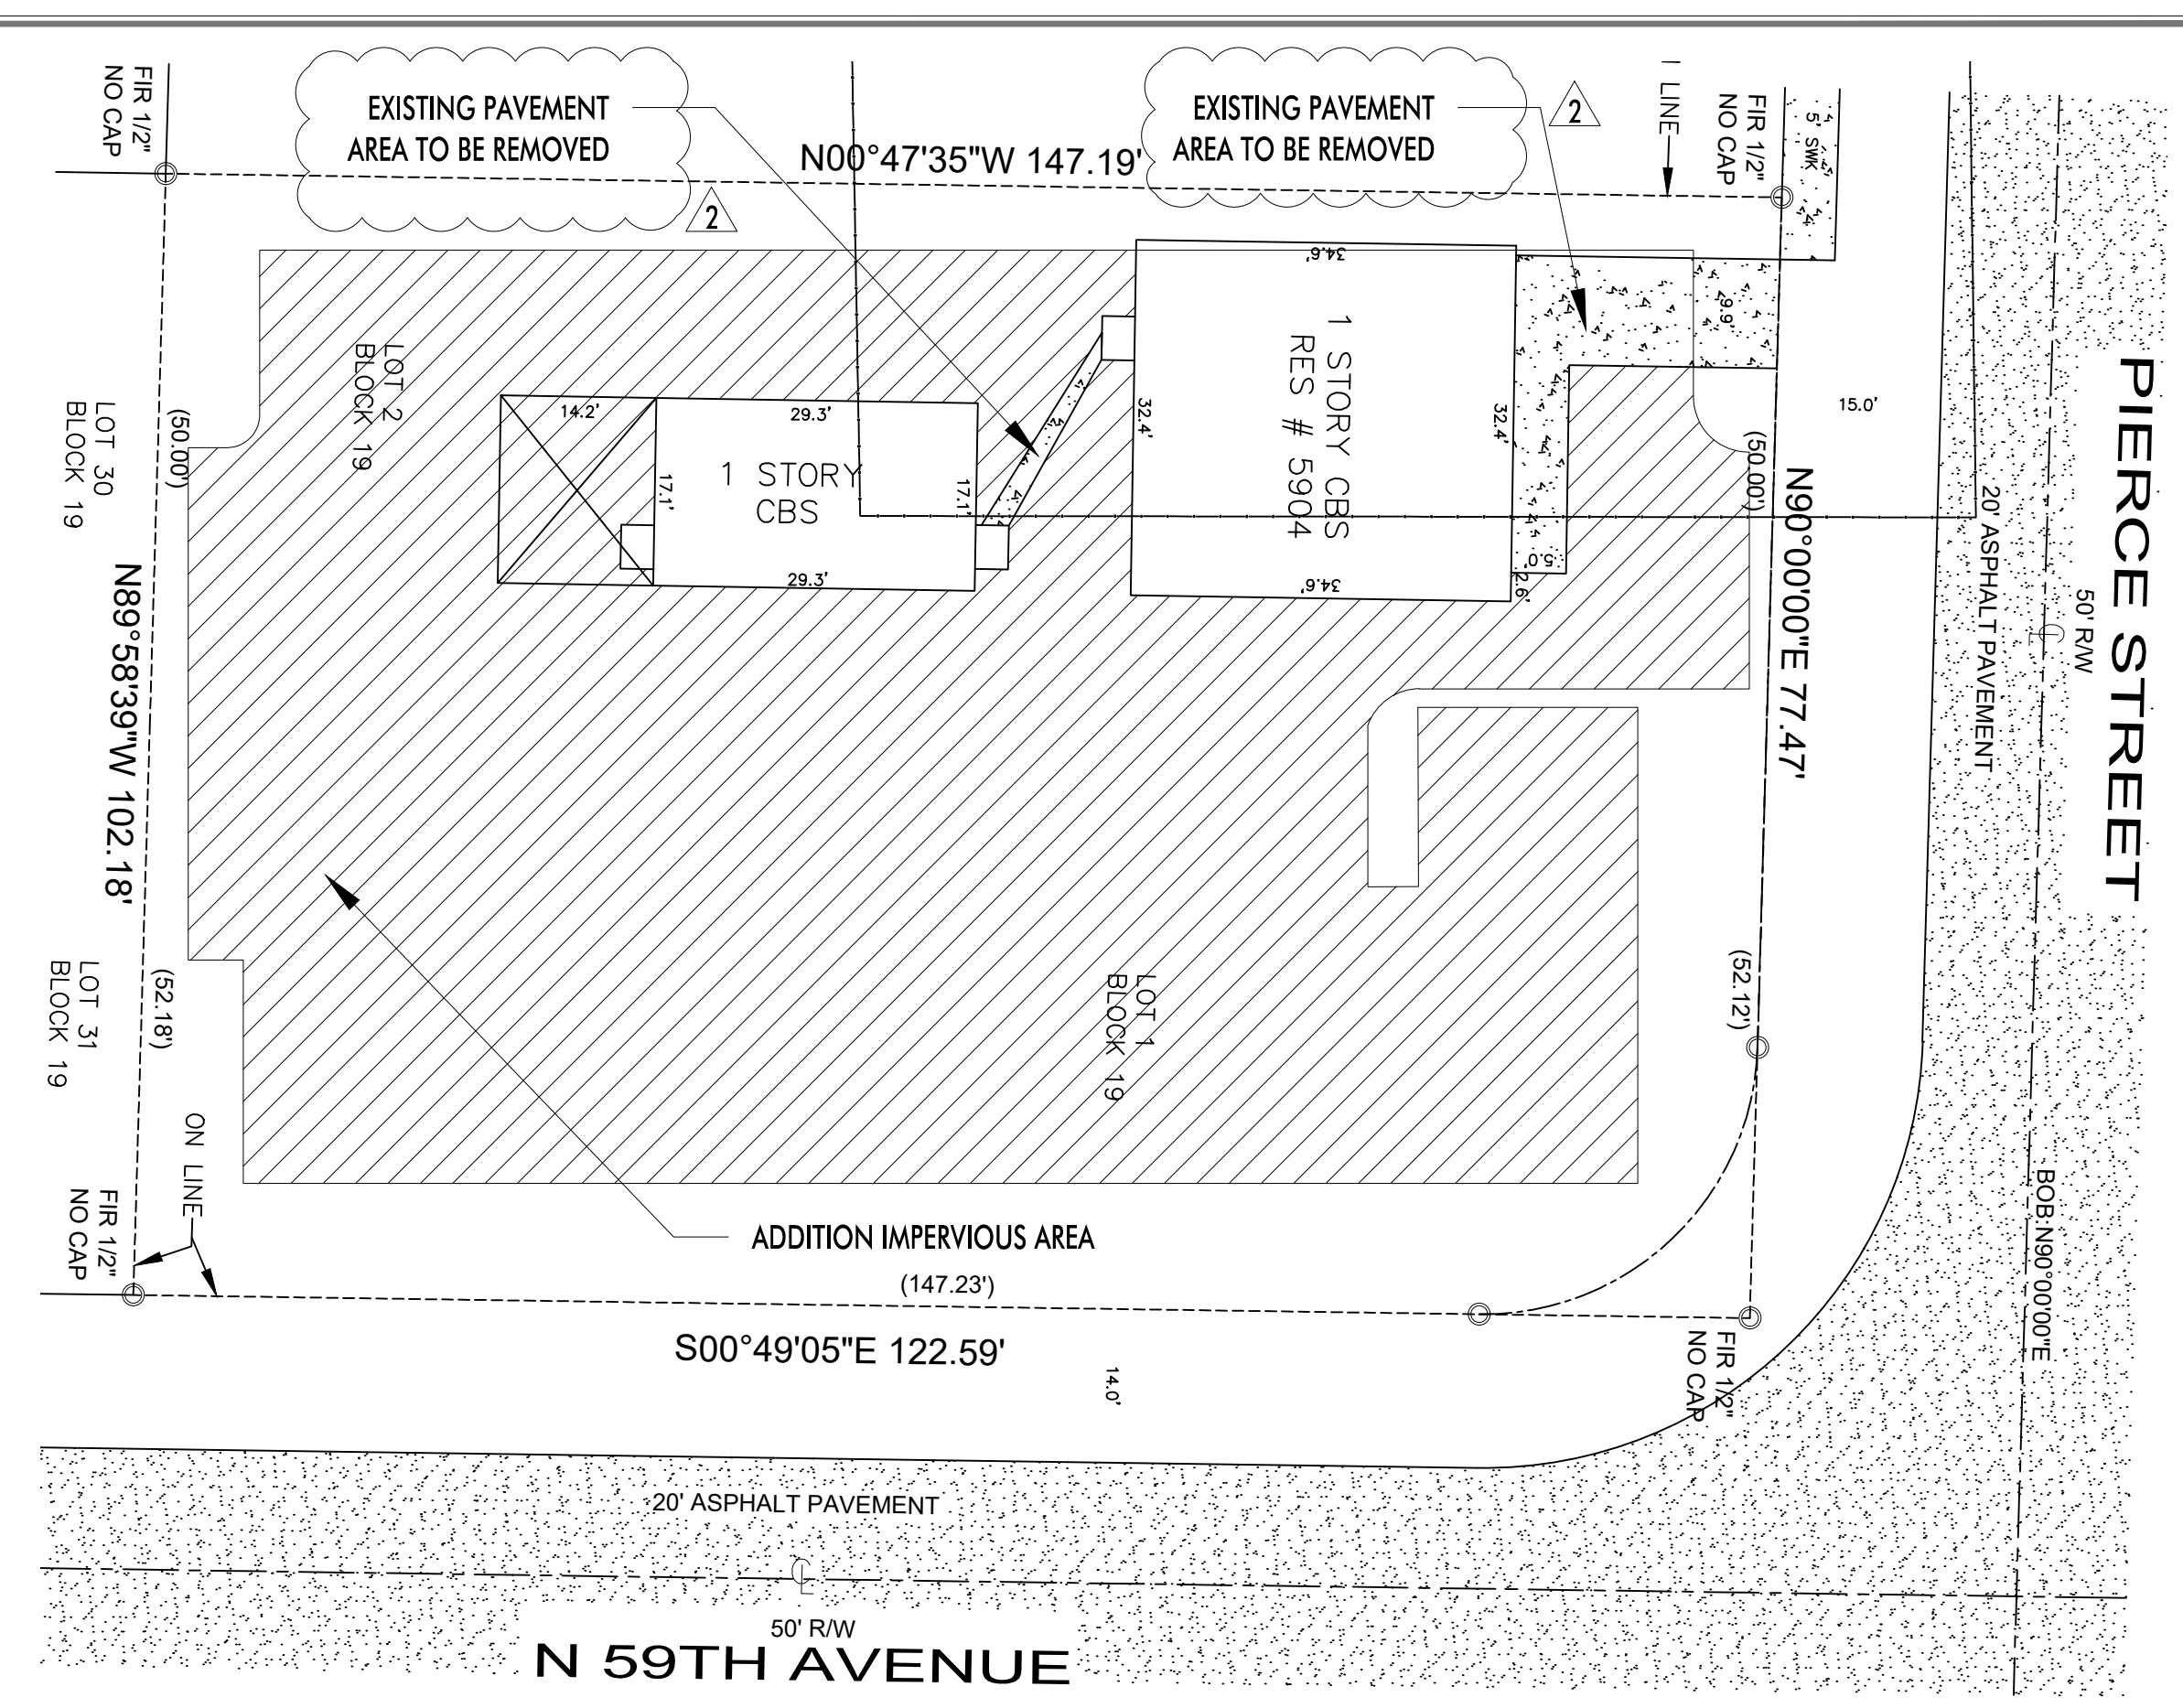 EXISTING PAVEMENT
AREA TO BE REMOVED
2
EXISTING PAVEMENT
AREA TO BE REMOVED
2
FIR 1/2"
NO CAP
N00°47'35"W 147.19'
LINE
FIR 1/2"
NO CAP
5' SWK
34.6'
9.9'
15.0'
PIERCE STREET
50' R/W
20' ASPHALT PAVEMENT
LOT 2
BLOCK 19
LOT 30
BLOCK 19
(50.00')
14.2'
29.3'
17.1'
1 STORY
CBS
17.1'
29.3'
32.4'
1 STORY CBS
RES # 5904
32.4'
34.6'
5.0'
2.6'
(50.00')
N90°00'00"E 77.47'
N89°58'39"W 102.18'
(52.12')
LOT 31
BLOCK 19
(52.18')
LOT 1
BLOCK 19
ON LINE
FIR 1/2"
NO CAP
ADDITION IMPERVIOUS AREA
(147.23')
S00°49'05"E 122.59'
14.0'
FIR 1/2"
NO CAP
BOB:N90°00'00"E
20' ASPHALT PAVEMENT
50' R/W
N 59TH AVENUE